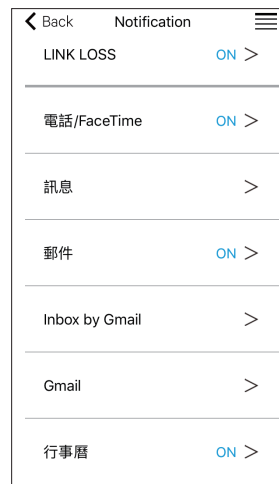 Back Notification
LINK LOSS ON
電話/FaceTime ON
訊息
郵件 ON
Inbox by Gmail
Gmail
行事曆 ON